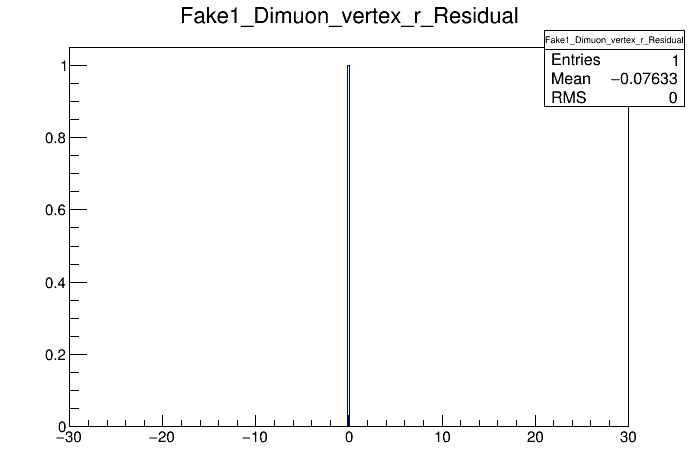 Fake1_Dimuon_vertex_r_Residual
Fake1_Dimuon_vertex_r_Residual
Entries 1
Mean −0.07633
RMS 0
1
0.8
0.6
0.4
0.2
0
−30 −20 −10 0 10 20 30